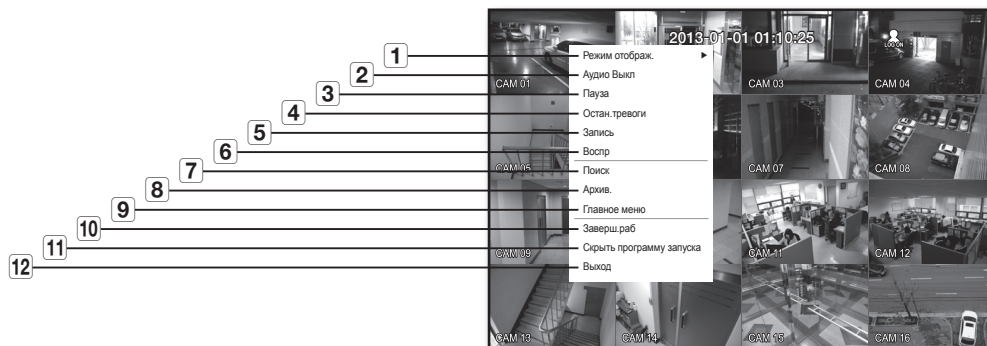 2013-01-01 01:10:25
LOG ON
CAM 01
CAM 03
CAM 04
1 Режим отображ.
2 Аудио Выкл
3 Пауза
4 Остан.тревоги
5 Запись
6 Воспр
CAM 05
CAM 07
CAM 08
7 Поиск
8 Архив.
9 Главное меню
10 Заверш.раб
11 Скрыть программу запуска
12 Выход
CAM 09
CAM 11
CAM 12
CAM 13
CAM 14
CAM 15
CAM 16